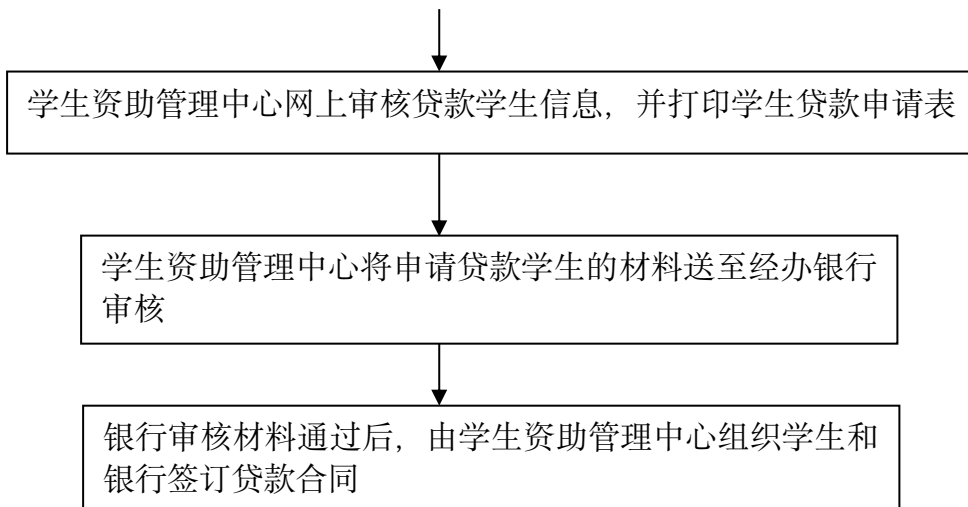 学生资助管理中心网上审核贷款学生信息，并打印学生贷款申请表
学生资助管理中心将申请贷款学生的材料送至经办银行
审核
银行审核材料通过后，由学生资助管理中心组织学生和
银行签订贷款合同